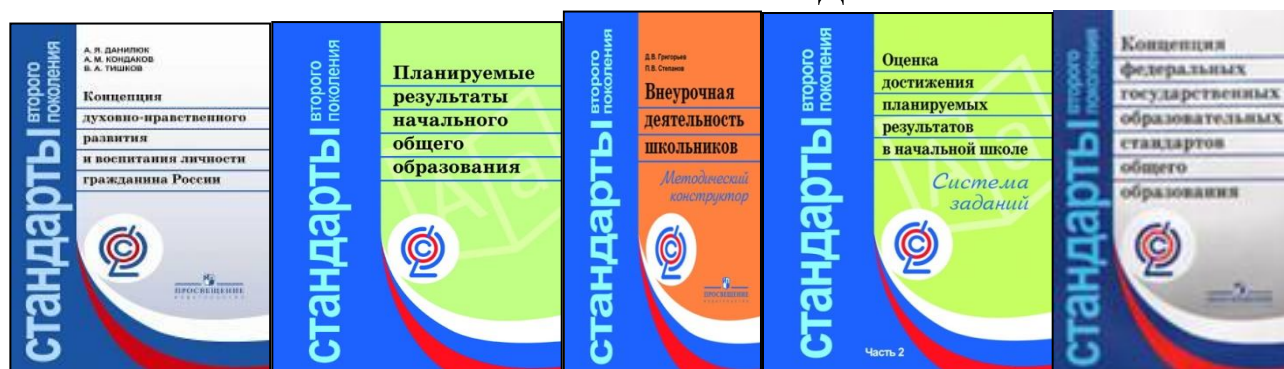 А. Я. ДАНИЛЮК
А. М. КОНДАКОВ
В. А. ТИШКОВ
Концепция
духовно-нравственного
развития
и воспитания личности
гражданина России
стандарты
второго
поколения
ПРОСВЕЩЕНИЕ
ИЗДАТЕЛЬСТВО
Планируемые
результаты
начального
общего
образования
стандарты
второго
поколения
Д.В. Григорьев
П.В. Степанов
Внеурочная
деятельность
школьников
Методический
конструктор
стандарты
второго
поколения
ПРОСВЕЩЕНИЕ
Оценка
достижения
планируемых
результатов
в начальной школе
Система
заданий
стандарты
второго
поколения
Часть 2
Концепция
федеральных
государственных
образовательных
стандартов
общего
образования
стандарты
второго
поколения